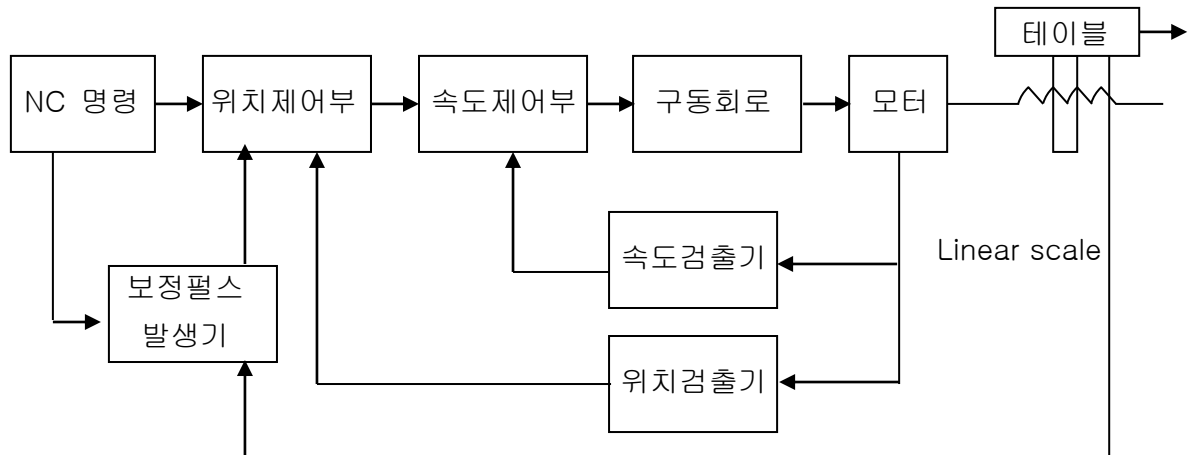 테이블
NC 명령
위치제어부
속도제어부
구동회로
모터
속도검출기
Linear scale
보정펄스
발생기
위치검출기